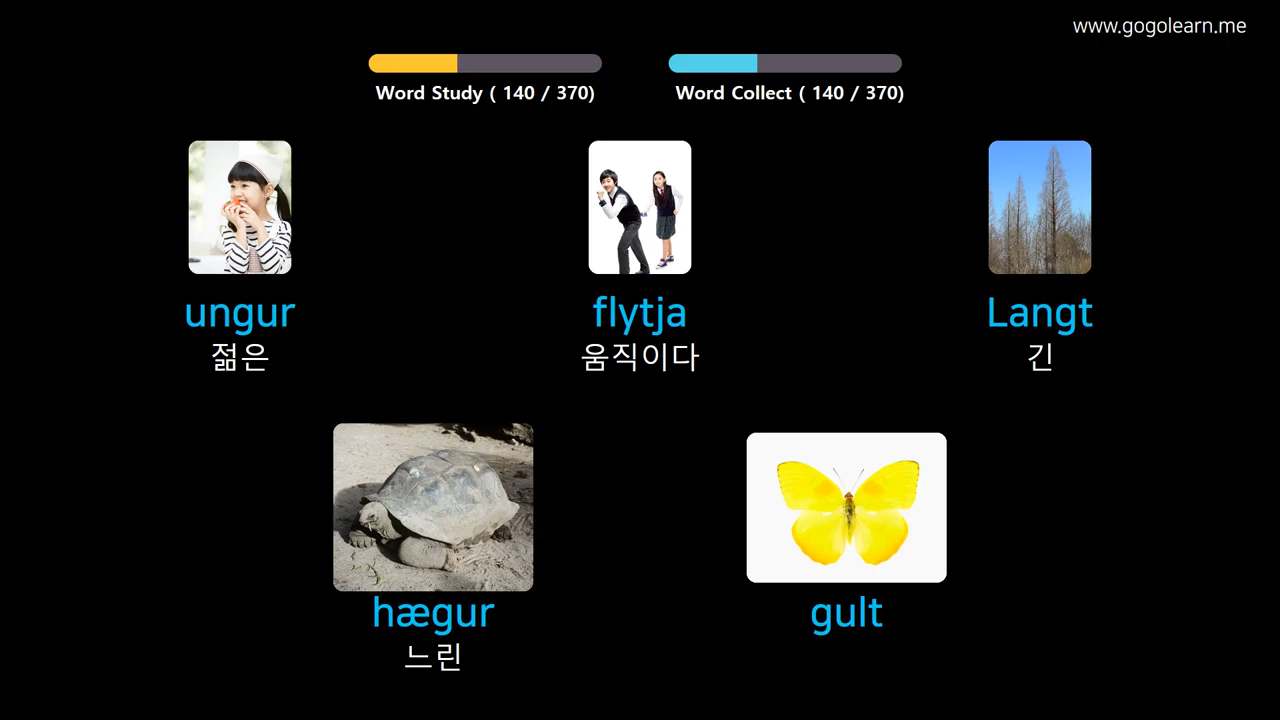 www.gogolearn.me
Word Study ( 140 / 370)
Word Collect ( 140 / 370)
ungur
젊은
flytja
움직이다
Langt
긴
hægur
느린
gult